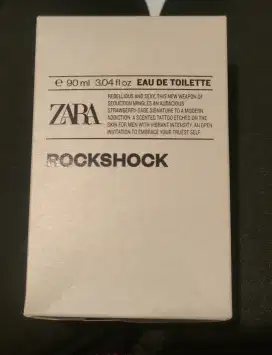 ℮ 90 ml 3.04 fl oz EAU DE TOILETTE
ZARA
REBELLIOUS AND SEXY, THIS NEW WEAPON OF
SEDUCTION MINGLES AN AUDACIOUS
STRAWBERRY-SAGE SIGNATURE TO A MODERN
ADDICTION. A SCENTED TATTOO ETCHED ON THE
SKIN FOR MEN WITH VIBRANT INTENSITY. AN OPEN
INVITATION TO EMBRACE YOUR TRUEST SELF.
ROCKSHOCK